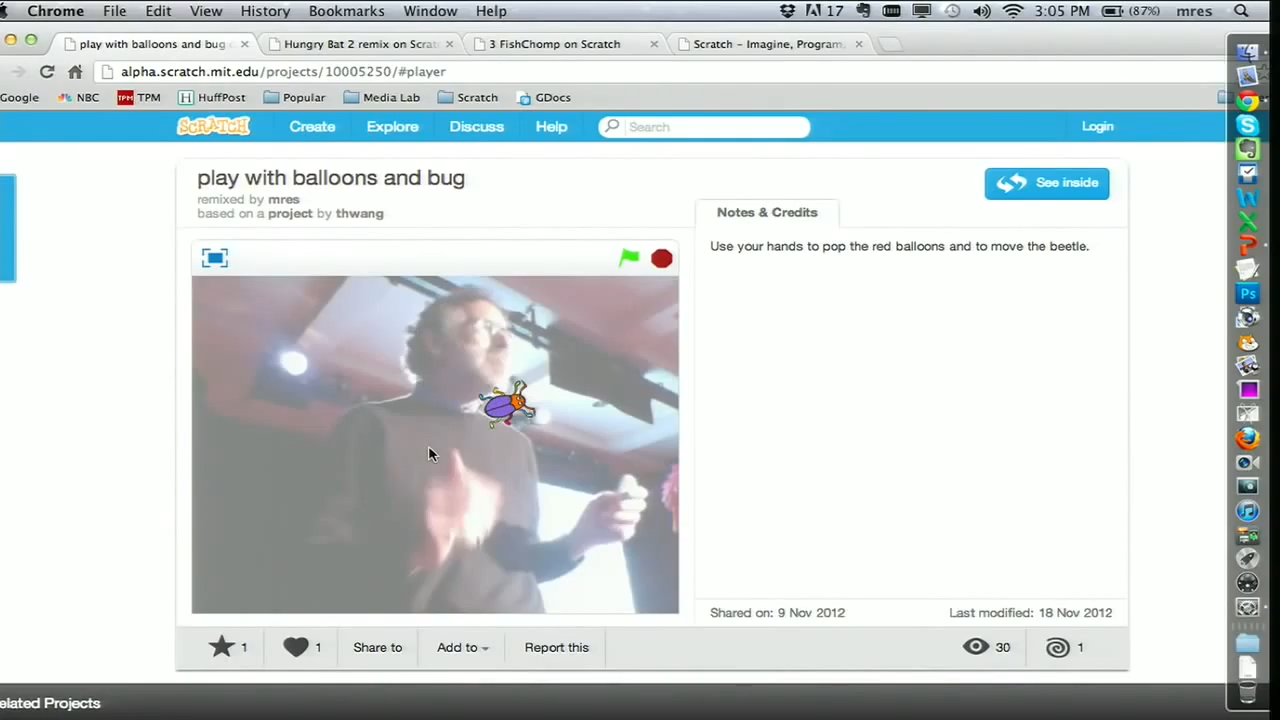 Chrome File Edit View History Bookmarks Window Help 17 3:05 PM (87%) mres
play with balloons and bug Hungry Bat 2 remix on Scrat 3 FishChomp on Scratch Scratch - Imagine, Program,
alpha.scratch.mit.edu/projects/10005250/#player
Google NBC TPM TPM HuffPost Popular Media Lab Scratch GDocs
SCRATCH Create Explore Discuss Help Search Login
play with balloons and bug
See inside
remixed by mres
based on a project by thwang
Notes & Credits
Use your hands to pop the red balloons and to move the beetle.
Shared on: 9 Nov 2012 Last modified: 18 Nov 2012
1 1 Share to Add to Report this 30 1
elated Projects
Ps